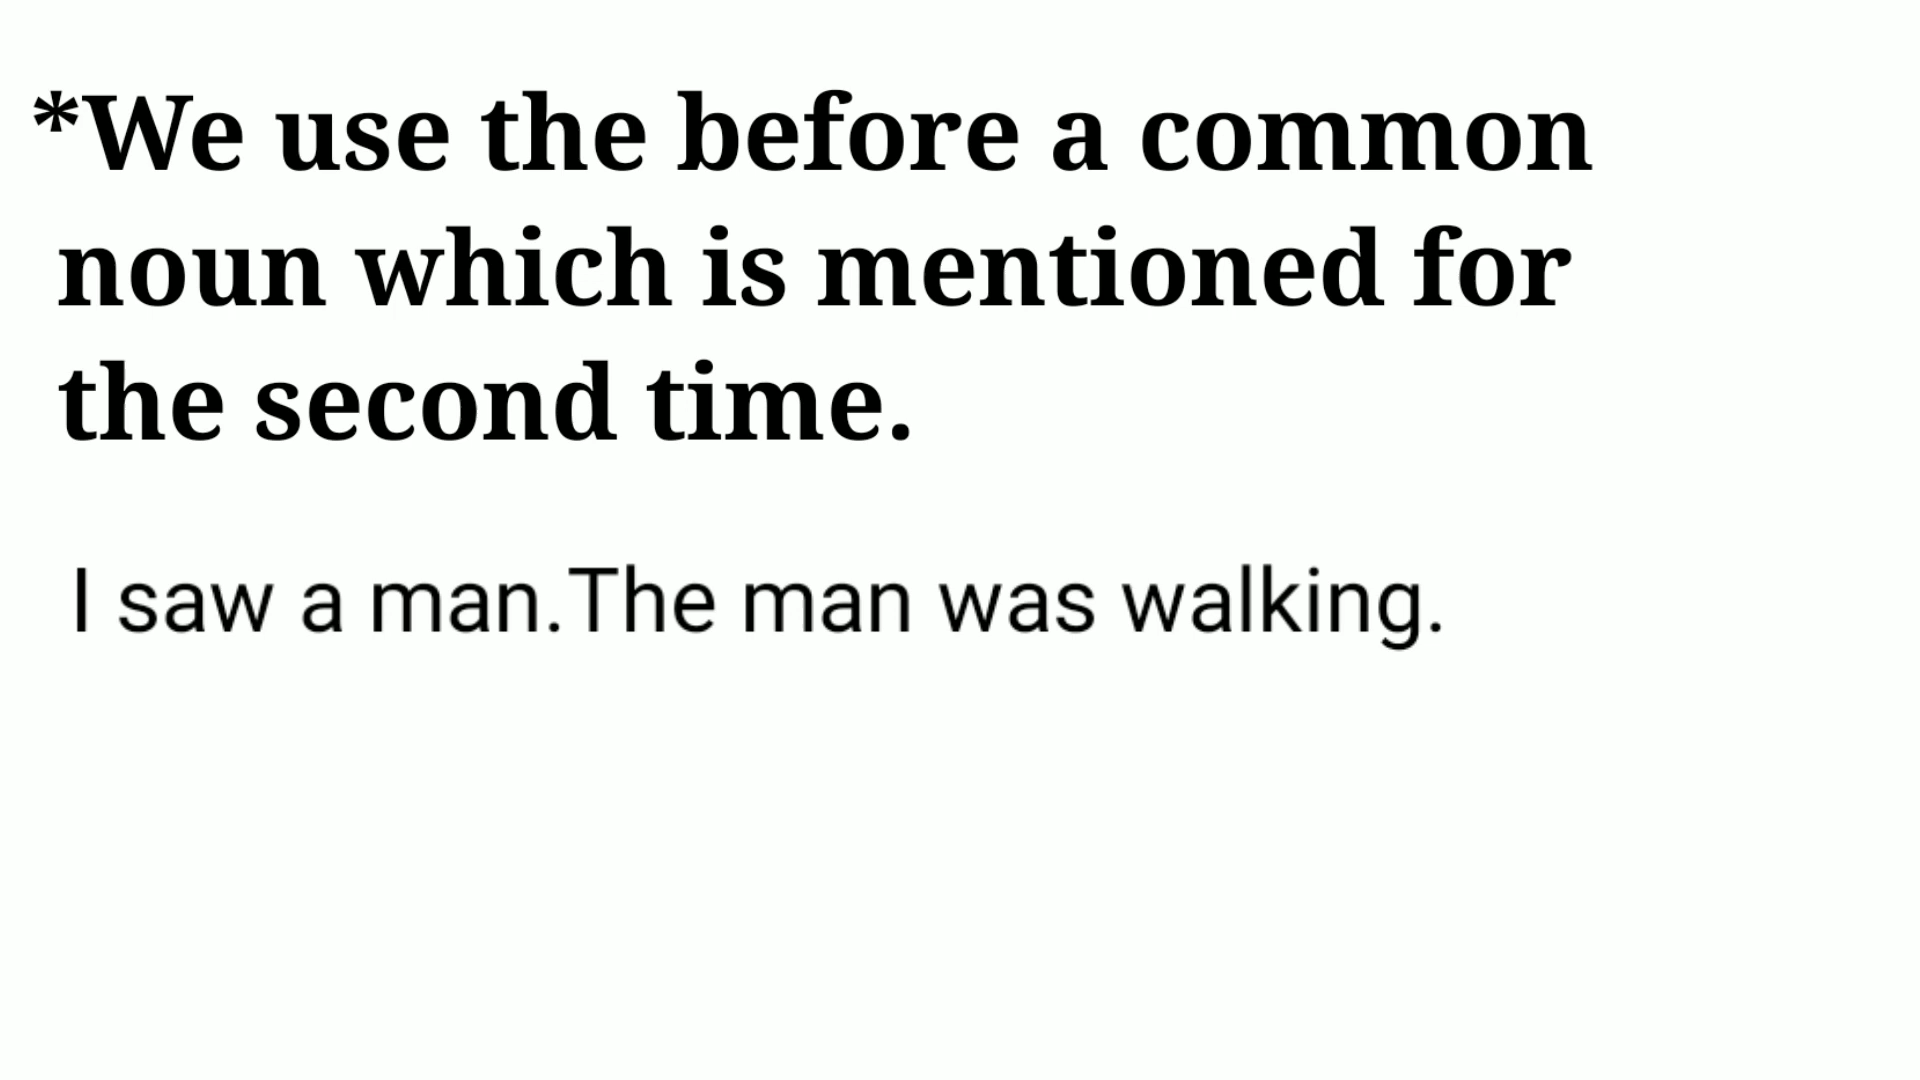 *We use the before a common
noun which is mentioned for
the second time.
I saw a man.The man was walking.